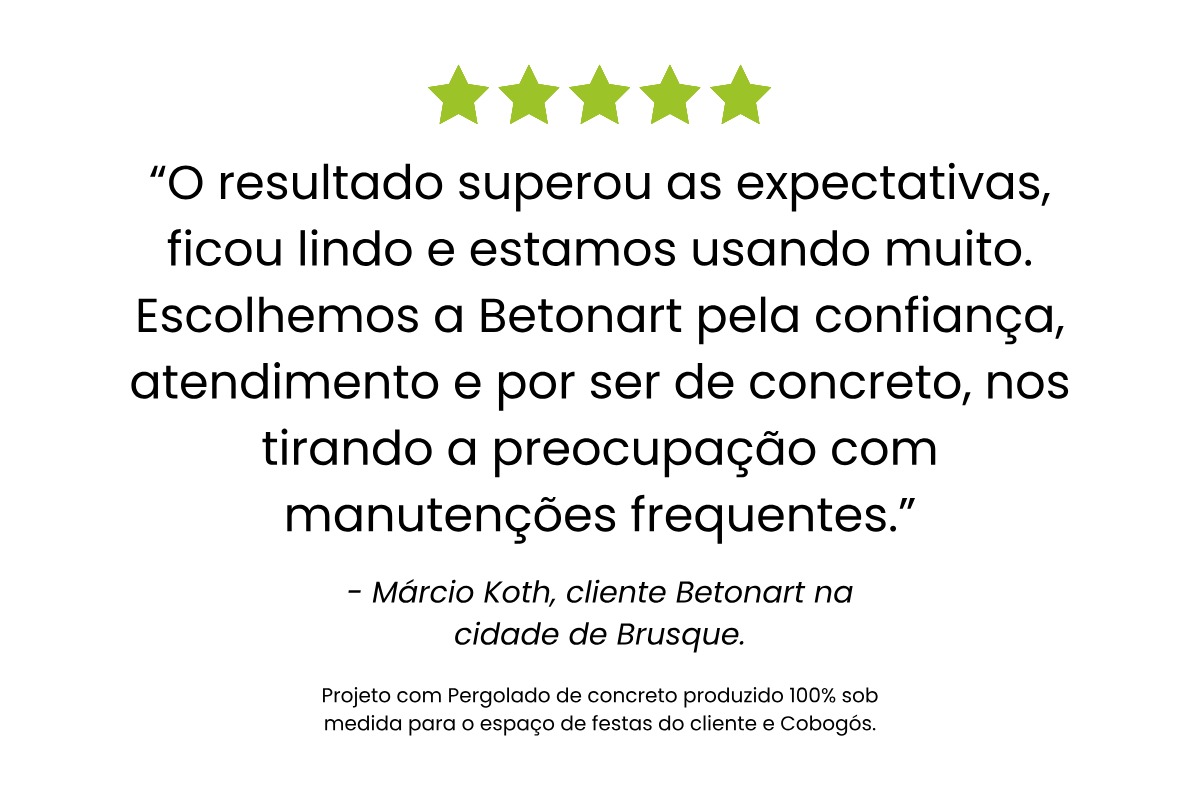 “O resultado superou as expectativas,
ficou lindo e estamos usando muito.
Escolhemos a Betonart pela confiança,
atendimento e por ser de concreto, nos
tirando a preocupação com
manutenções frequentes.”
- Márcio Koth, cliente Betonart na
cidade de Brusque.
Projeto com Pergolado de concreto produzido 100% sob
medida para o espaço de festas do cliente e Cobogós.